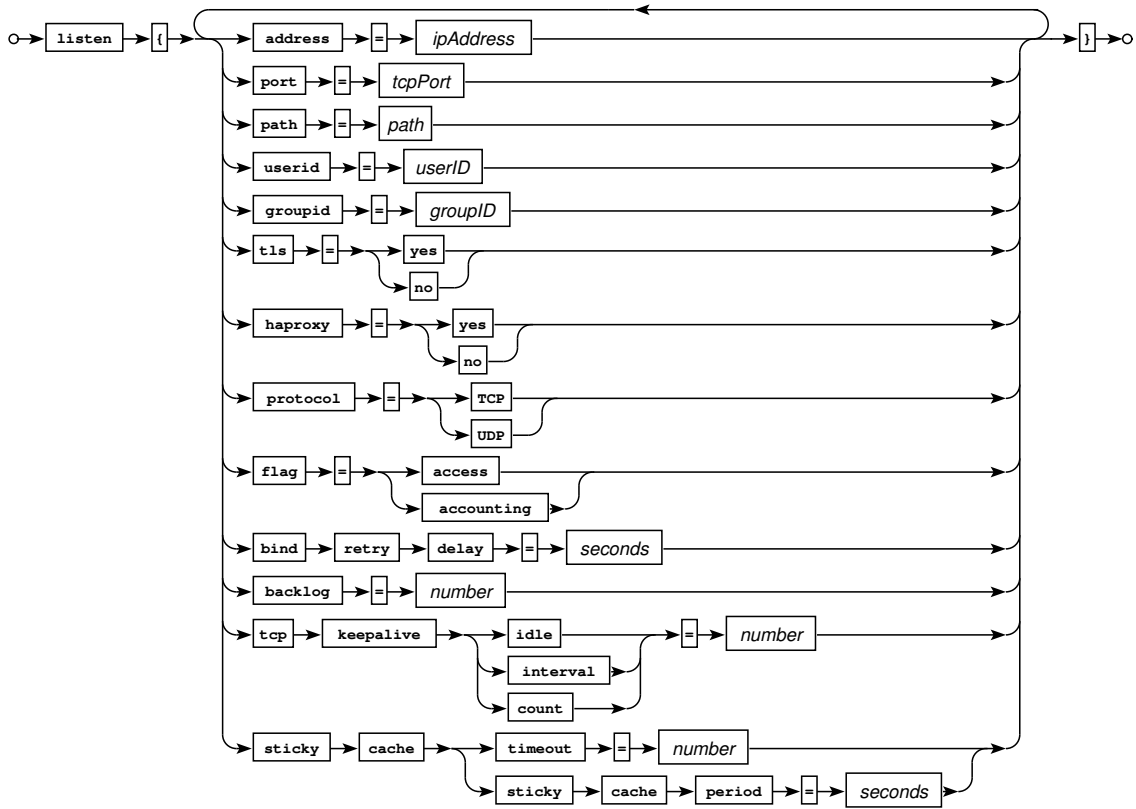 listen { address = ipAddress }
port = tcpPort
path = path
userid = userID
groupid = groupID
tls = yes
no
haproxy = yes
no
protocol = TCP
UDP
flag = access
accounting
bind retry delay = seconds
backlog = number
tcp keepalive idle = number
interval
count
sticky cache timeout = number
sticky cache period = seconds